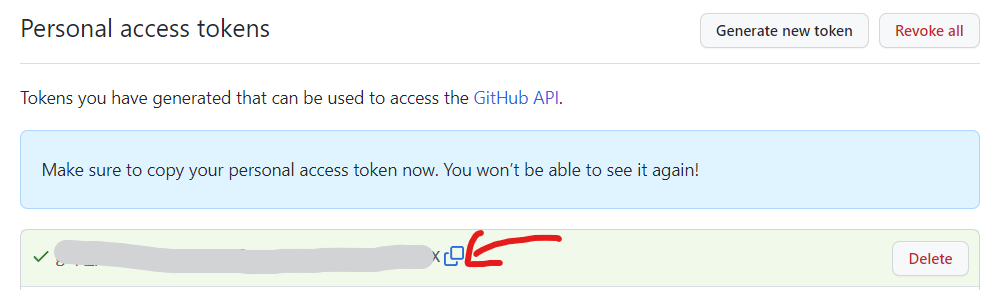 Personal access tokens
Generate new token
Revoke all
Tokens you have generated that can be used to access the GitHub API.
Make sure to copy your personal access token now. You won't be able to see it again!
Delete